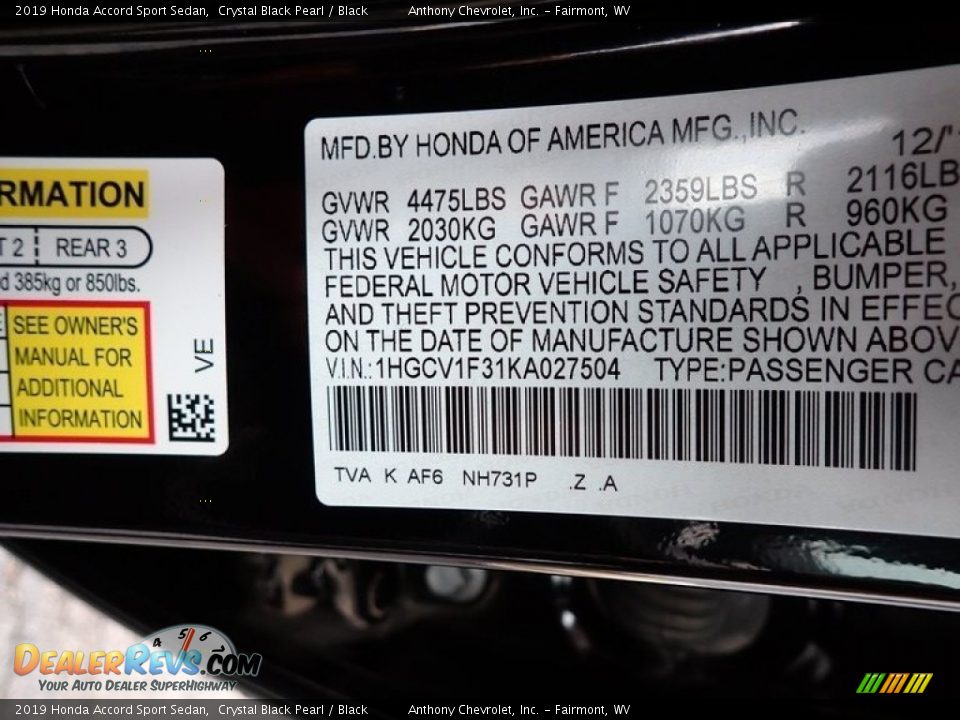 2019 Honda Accord Sport Sedan, Crystal Black Pearl / Black Anthony Chevrolet, Inc. - Fairmont, WV
MFD.BY HONDA OF AMERICA MFG.,INC.
12/'
GVWR 4475LBS GAWR F 2359LBS R 2116LB
GVWR 2030KG GAWR F 1070KG R 960KG
THIS VEHICLE CONFORMS TO ALL APPLICABLE
FEDERAL MOTOR VEHICLE SAFETY , BUMPER,
AND THEFT PREVENTION STANDARDS IN EFFEC
ON THE DATE OF MANUFACTURE SHOWN ABOV
V.I.N.:1HGCV1F31KA027504 TYPE:PASSENGER CA
TVA K AF6 NH731P .Z .A
RMATION
T 2 REAR 3
d 385kg or 850lbs.
SEE OWNER'S
MANUAL FOR
ADDITIONAL
INFORMATION
VE
4 5 6
DEALERREVS.COM
YOUR AUTO DEALER SUPERHIGHWAY
2019 Honda Accord Sport Sedan, Crystal Black Pearl / Black Anthony Chevrolet, Inc. - Fairmont, WV